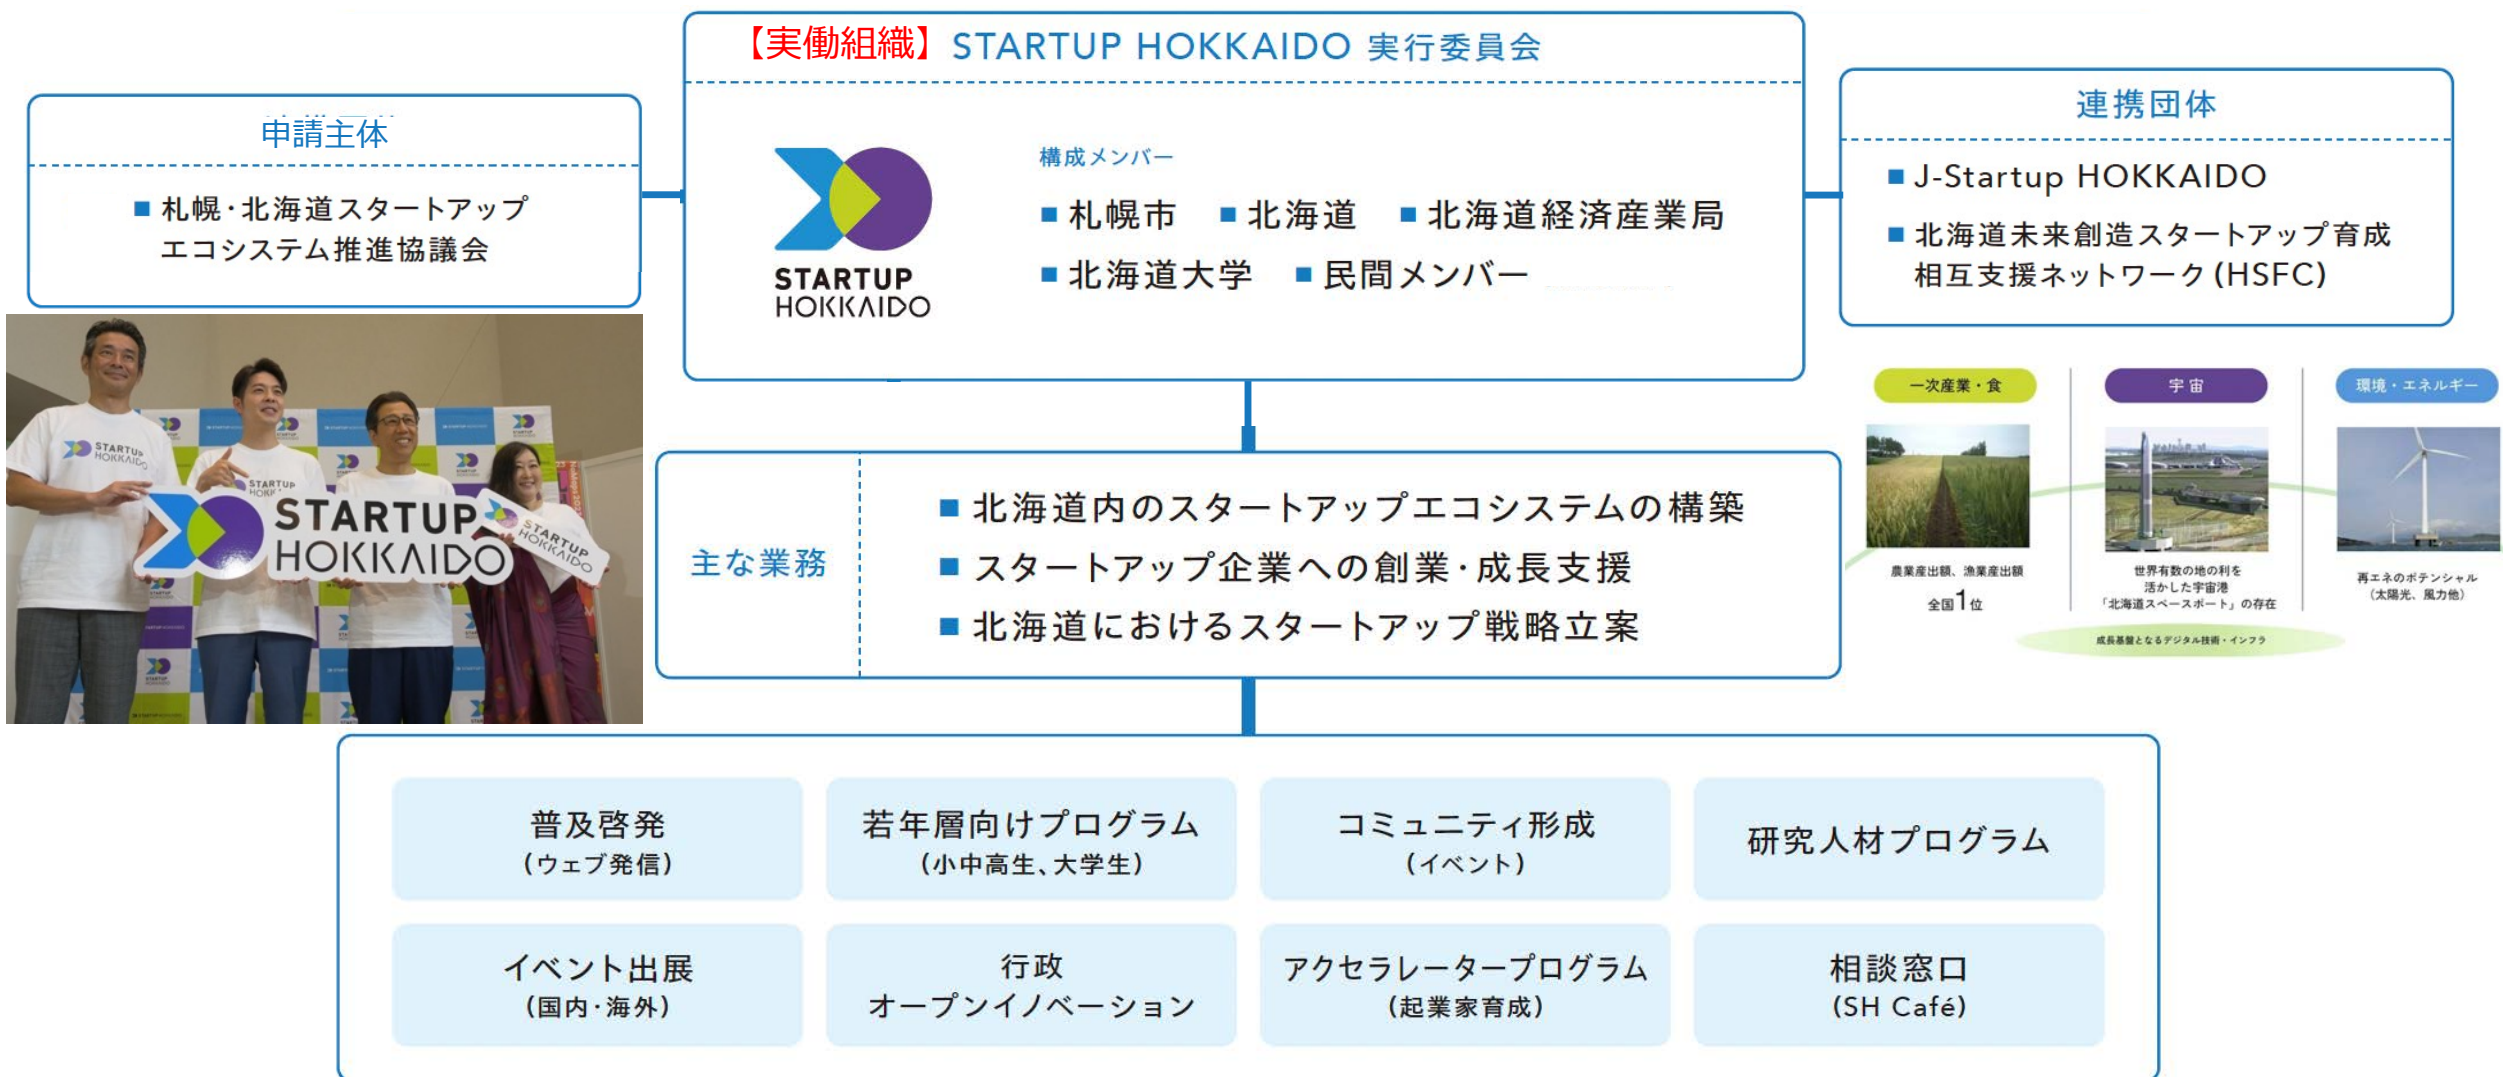 【実働組織】STARTUP HOKKAIDO 実行委員会
申請主体
■ 札幌・北海道スタートアップ
エコシステム推進協議会
STARTUP
HOKKAIDO
構成メンバー
■ 札幌市 ■ 北海道 ■ 北海道経済産業局
■ 北海道大学 ■ 民間メンバー
連携団体
■ J-Startup HOKKAIDO
■ 北海道未来創造スタートアップ育成
相互支援ネットワーク(HSFC)
STARTUP
HOKKAIDO
STARTUP
STARTUP
HOKKAIDO
STARTUP
HOKKAIDO
一次産業・食
農業産出額、漁業産出額
全国1位
宇宙
世界有数の地の利を
活かした宇宙港
「北海道スペースポート」の存在
環境・エネルギー
再エネのポテンシャル
(太陽光、風力他)
成長基盤となるデジタル技術・インフラ
主な業務
■ 北海道内のスタートアップエコシステムの構築
■ スタートアップ企業への創業・成長支援
■ 北海道におけるスタートアップ戦略立案
普及啓発
(ウェブ発信)
若年層向けプログラム
(小中高生、大学生)
コミュニティ形成
(イベント)
研究人材プログラム
イベント出展
(国内・海外)
行政
オープンイノベーション
アクセラレータープログラム
(起業家育成)
相談窓口
(SH Café)